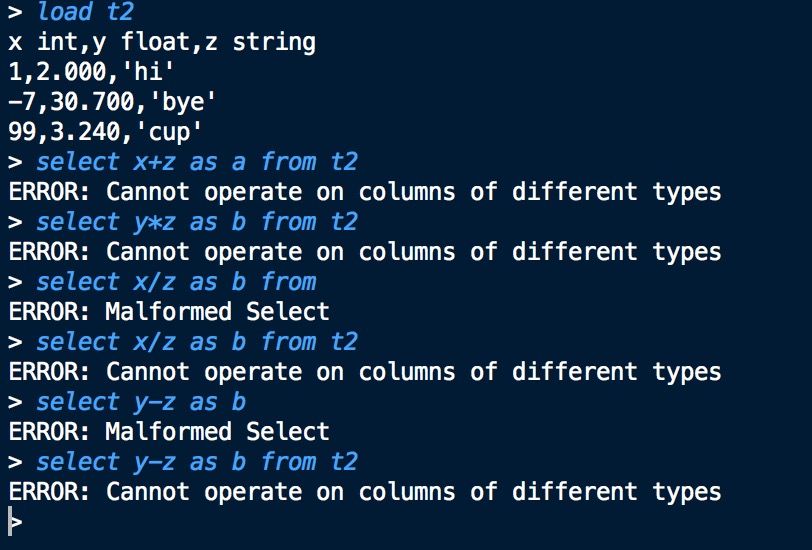 > load t2
x int,y float,z string
1,2.000,'hi'
-7,30.700,'bye'
99,3.240,'cup'
> select x+z as a from t2
ERROR: Cannot operate on columns of different types
> select y*z as b from t2
ERROR: Cannot operate on columns of different types
> select x/z as b from
ERROR: Malformed Select
> select x/z as b from t2
ERROR: Cannot operate on columns of different types
> select y-z as b
ERROR: Malformed Select
> select y-z as b from t2
ERROR: Cannot operate on columns of different types
>